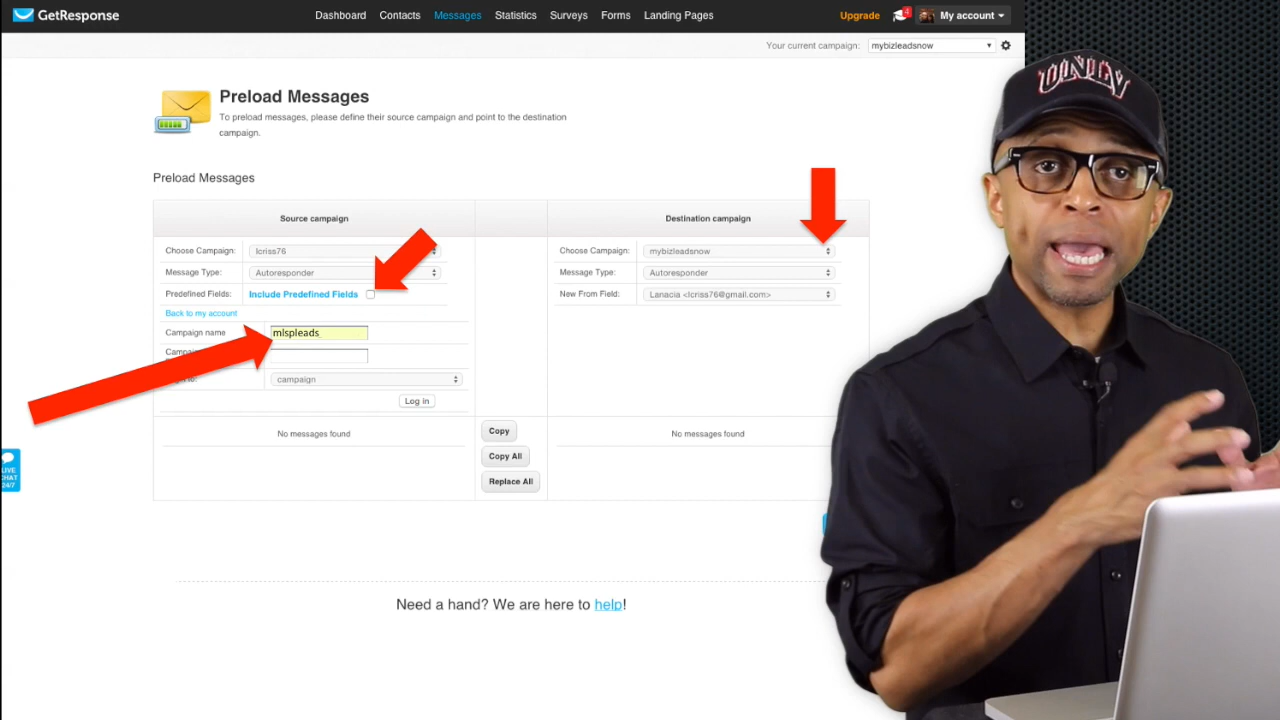 GetResponse
Dashboard Contacts Messages Statistics Surveys Forms Landing Pages
Upgrade 4 My account
Your current campaign: mybizleadsnow
Preload Messages
To preload messages, please define their source campaign and point to the destination
campaign.
Preload Messages
Source campaign Destination campaign
Choose Campaign: lcriss76 Choose Campaign: mybizleadsnow
Message Type: Autoresponder Message Type: Autoresponder
Predefined Fields: Include Predefined Fields New From Field: Lanacia <lcriss76@gmail.com>
Back to my account
Campaign name mlspleads_
campaign
Log in
No messages found No messages found
Copy
Copy All
Replace All
LIVE
CHAT
24/7
Need a hand? We are here to help!
UNLV